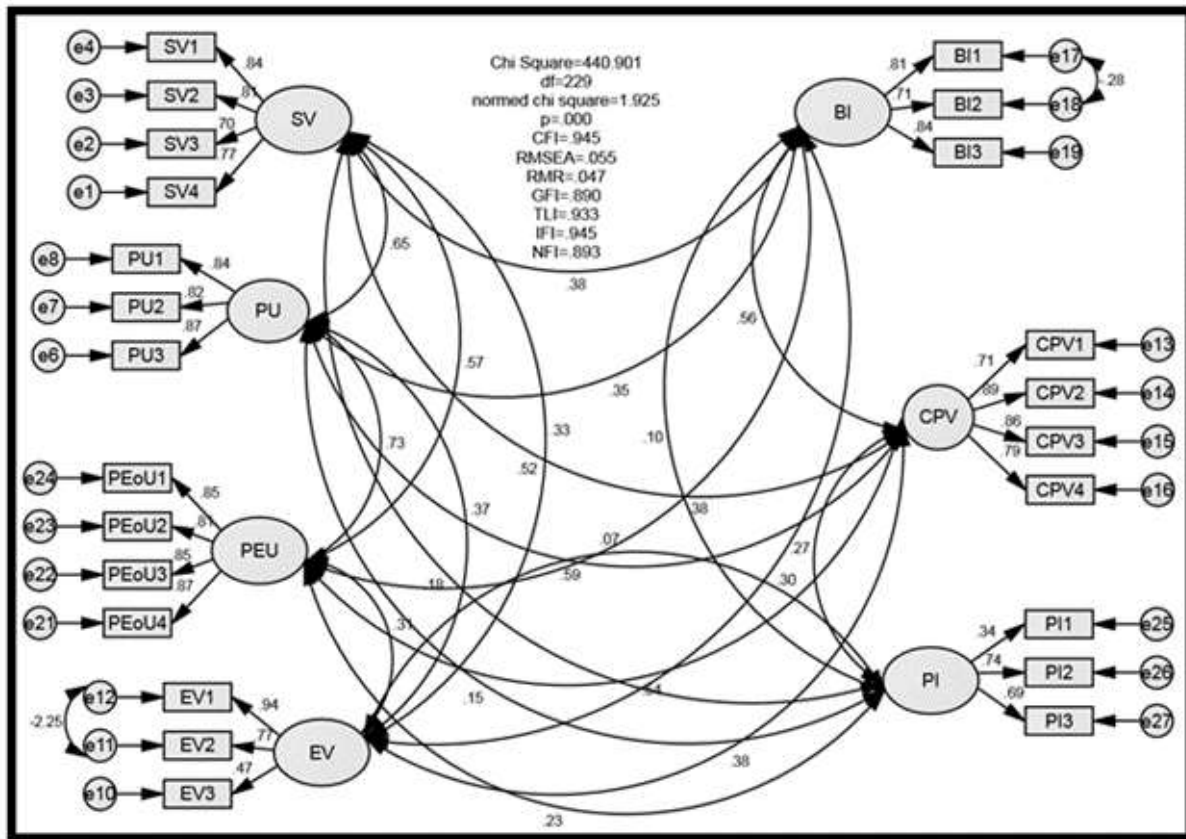 Chi Square=440.901
df=229
normed chi square=1.925
p=.000
CFI=.945
RMSEA=.055
RMR=.047
GFI=.890
TLI=.933
IFI=.945
NFI=.893
e4 SV1 .84
e3 SV2 .81
e2 SV3 .70
e1 SV4 .77
SV
e8 PU1 .84
e7 PU2 .82
e6 PU3 .87
PU
e24 PEoU1 .85
e23 PEoU2 .81
e22 PEoU3 .85
e21 PEoU4 .87
PEU
e12 EV1 .94
e11 EV2 .77
e10 EV3 .47
EV
-2.25
BI
.81 BI1 e17
.71 BI2 e18
.84 BI3 e19
-.28
CPV
.71 CPV1 e13
.89 CPV2 e14
.86 CPV3 e15
.79 CPV4 e16
PI
.34 PI1 e25
.74 PI2 e26
.69 PI3 e27
.65
.38
.56
.57
.35
.73
.33
.10
.52
.37
.38
.07
.27
.59
.30
.18
.31
.15
.38
.23